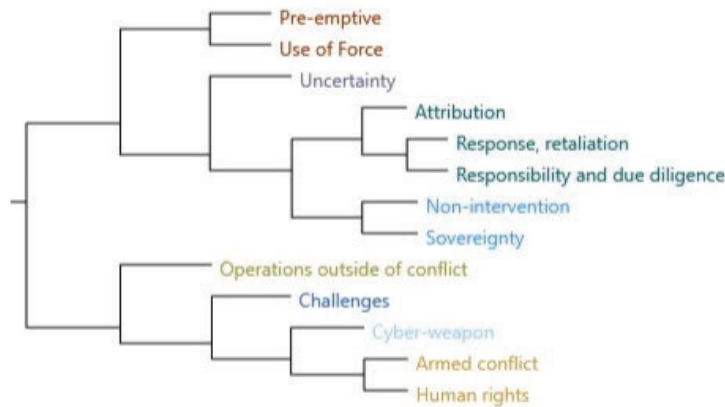 Pre-emptive
Use of Force
Uncertainty
Attribution
Response, retaliation
Responsibility and due diligence
Non-intervention
Sovereignty
Operations outside of conflict
Challenges
Cyber-weapon
Armed conflict
Human rights